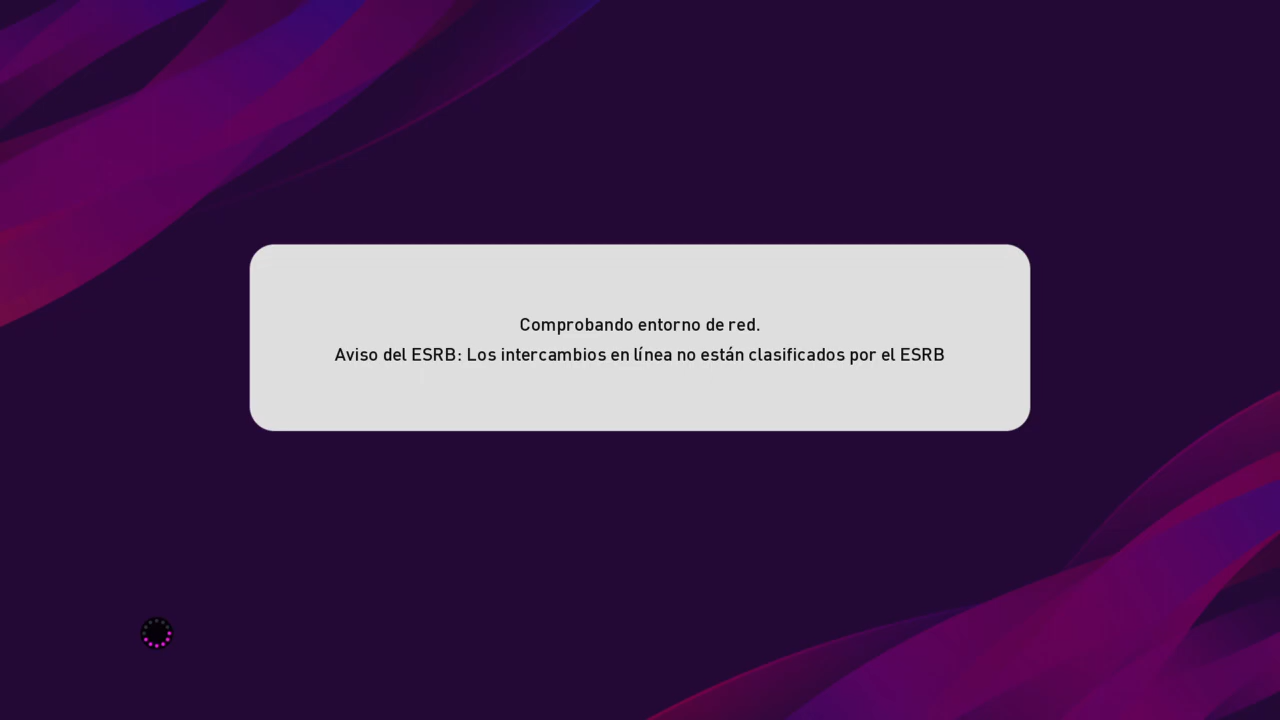 Comprobando entorno de red.
Aviso del ESRB: Los intercambios en línea no están clasificados por el ESRB